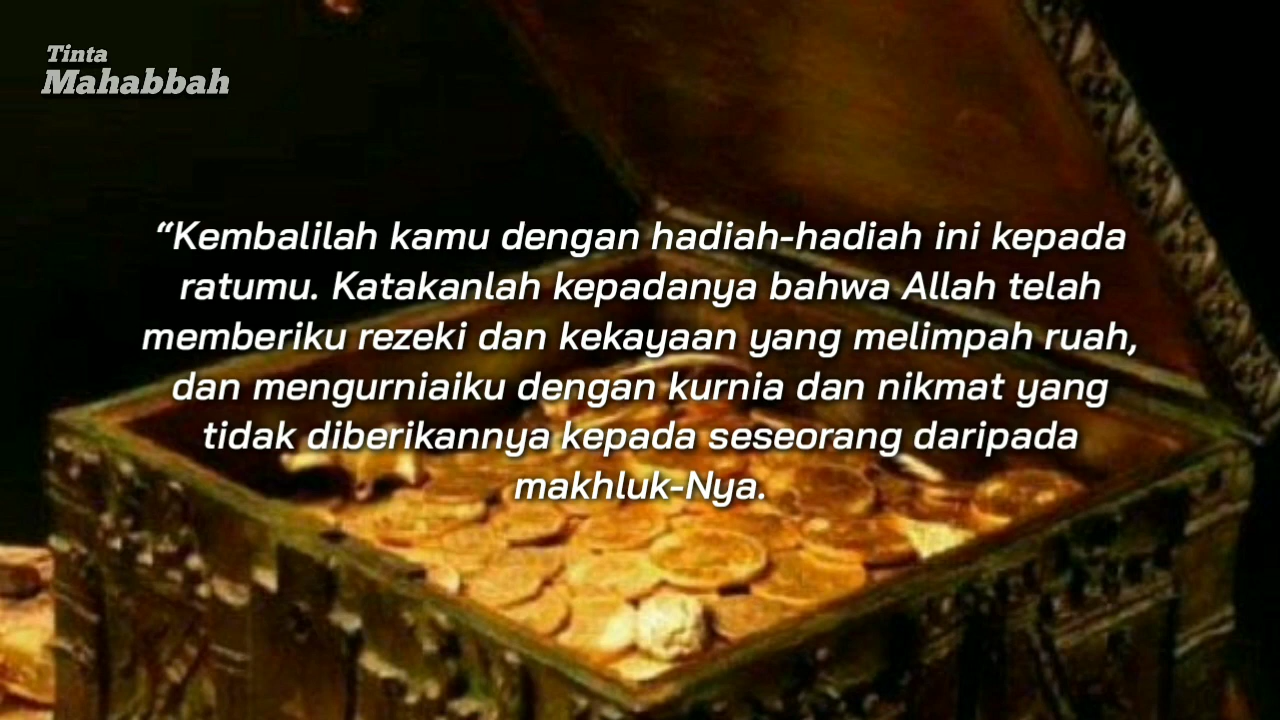 Tinta
Mahabbah
“Kembalilah kamu dengan hadiah-hadiah ini kepada
ratumu. Katakanlah kepadanya bahwa Allah telah
memberiku rezeki dan kekayaan yang melimpah ruah,
dan mengurniaiku dengan kurnia dan nikmat yang
tidak diberikannya kepada seseorang daripada
makhluk-Nya.